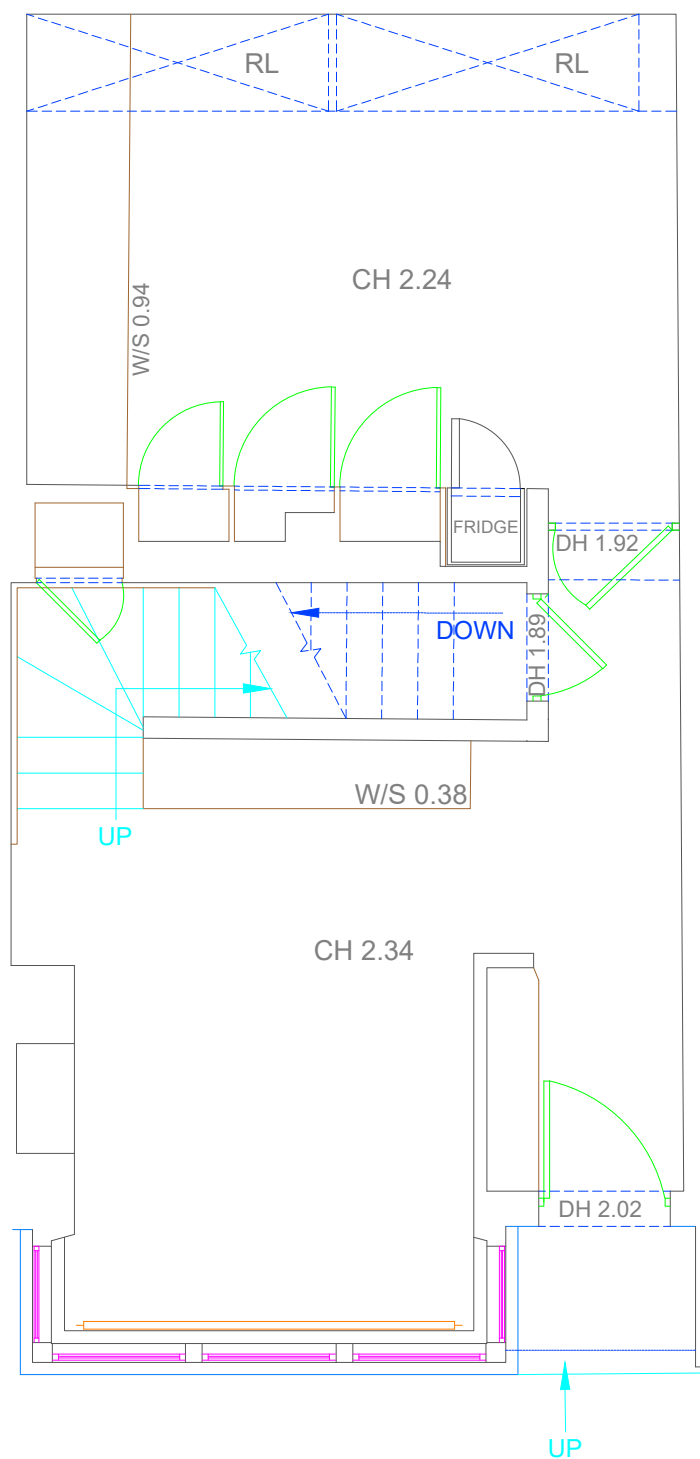 RL
RL
CH 2.24
W/S 0.94
FRIDGE
DH 1.92
DOWN
DH 1.89
W/S 0.38
UP
CH 2.34
DH 2.02
UP